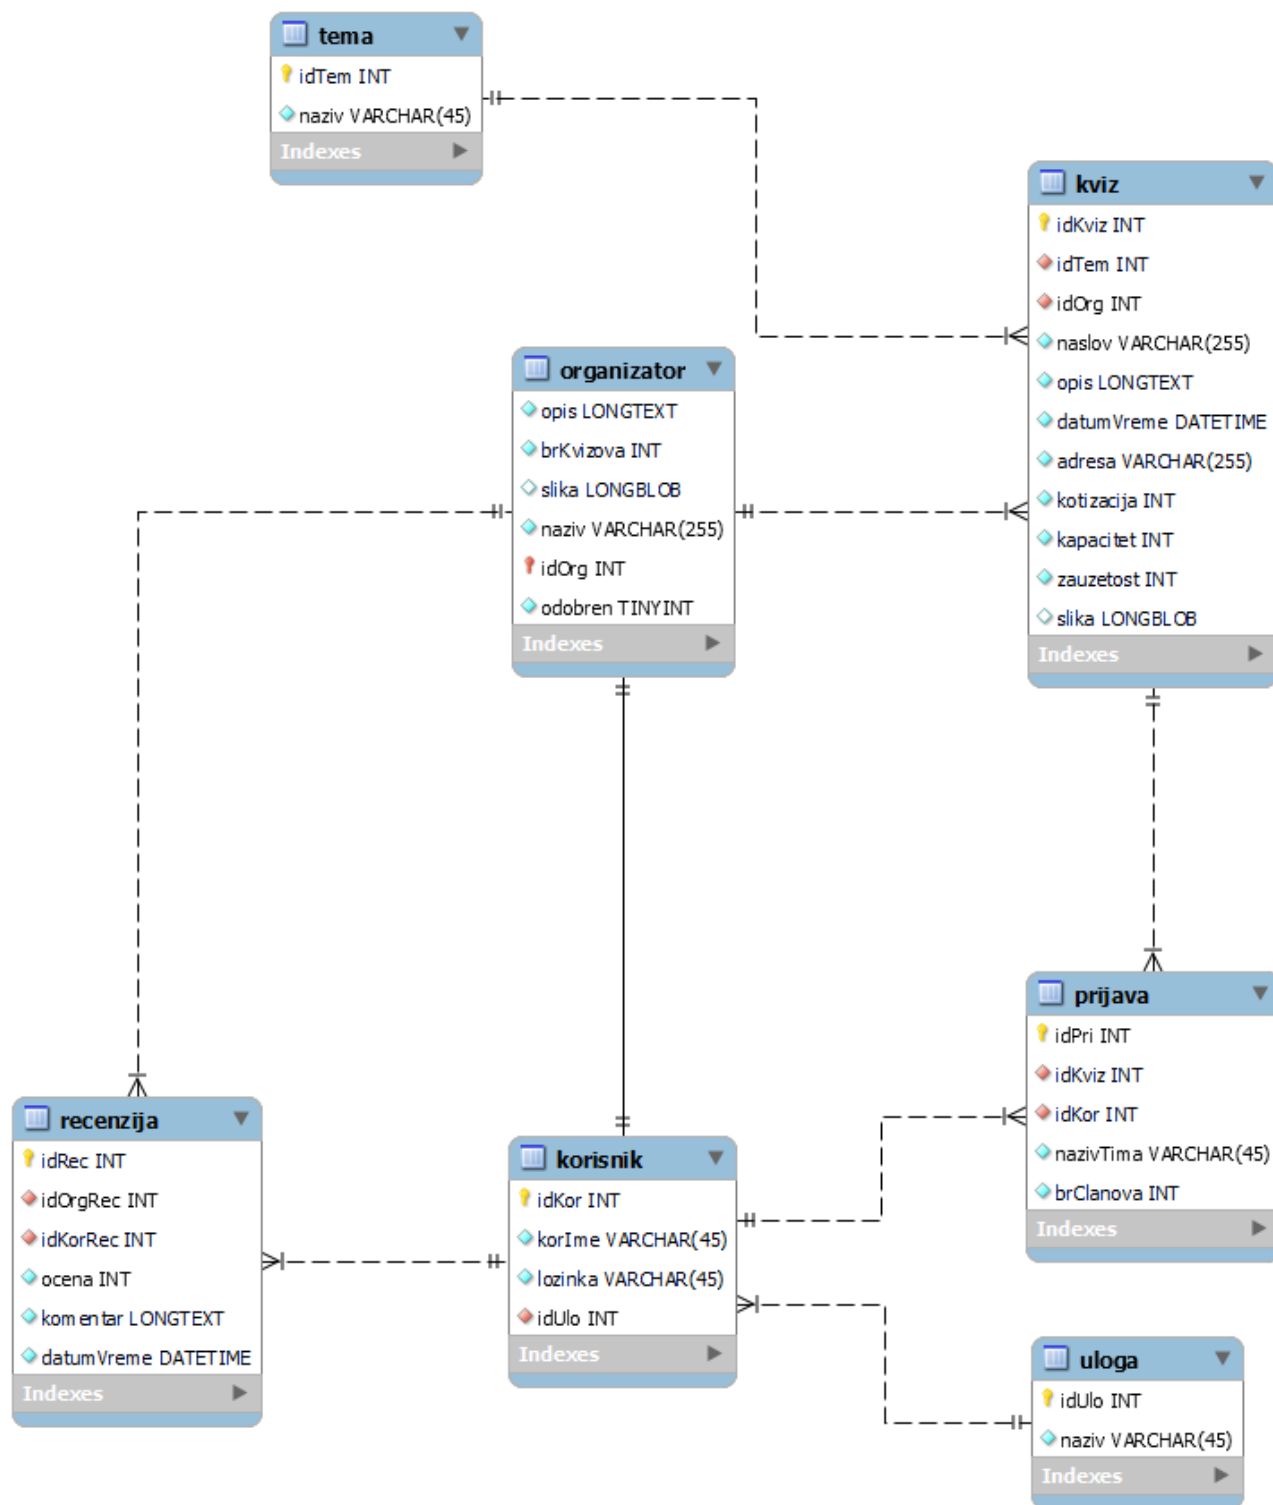 tema
idTem INT
naziv VARCHAR(45)
Indexes
kviz
idKviz INT
idTem INT
idOrg INT
naslov VARCHAR(255)
opis LONGTEXT
datumVreme DATETIME
adresa VARCHAR(255)
kotizacija INT
kapacitet INT
zauzetost INT
slika LONGBLOB
Indexes
organizator
opis LONGTEXT
brKvizova INT
slika LONGBLOB
naziv VARCHAR(255)
idOrg INT
odobren TINYINT
Indexes
prijava
idPri INT
idKviz INT
idKor INT
nazivTima VARCHAR(45)
brClanova INT
Indexes
recenzija
idRec INT
idOrgRec INT
idKorRec INT
ocena INT
komentar LONGTEXT
datumVreme DATETIME
Indexes
korisnik
idKor INT
korIme VARCHAR(45)
lozinka VARCHAR(45)
idUlo INT
Indexes
uloga
idUlo INT
naziv VARCHAR(45)
Indexes